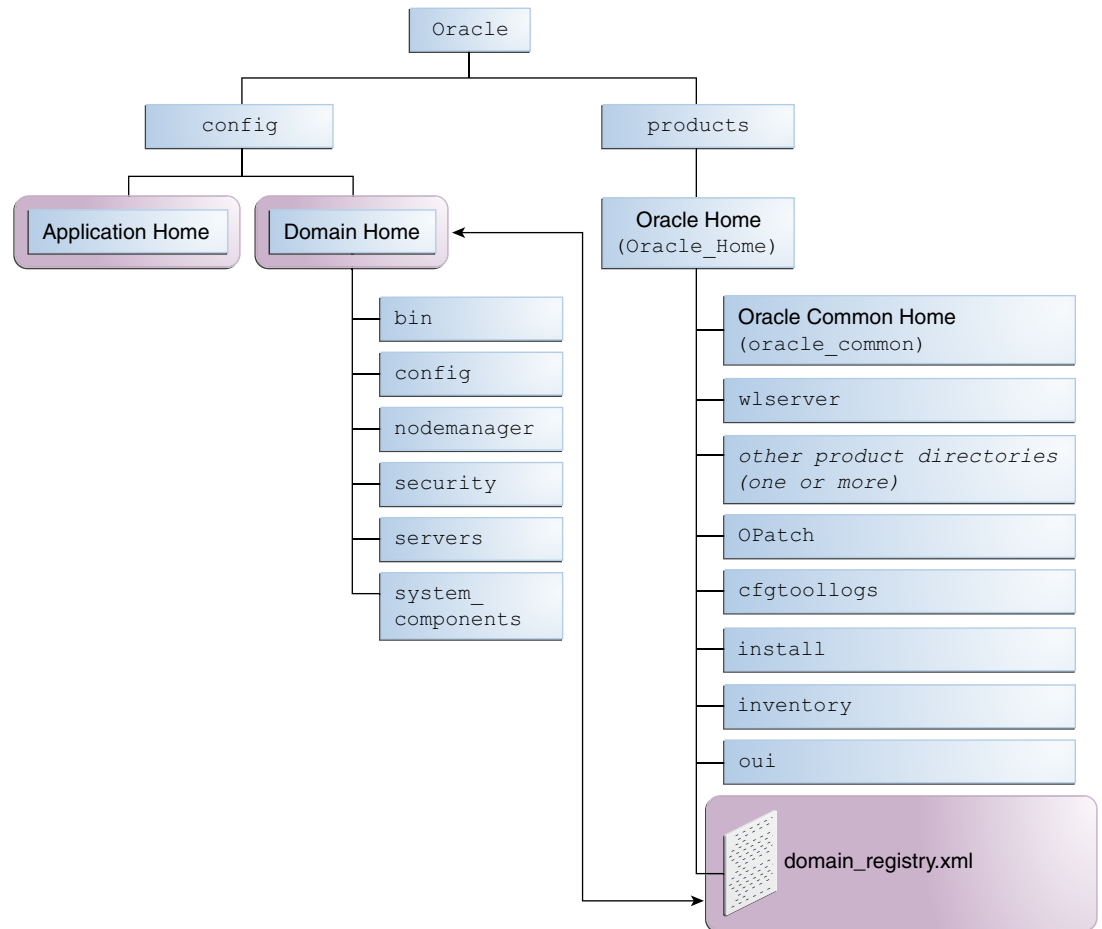 Oracle
config
products
Application Home
Domain Home
Oracle Home
(Oracle_Home)
bin
config
nodemanager
security
servers
system_
components
Oracle Common Home
(oracle_common)
wlserver
other product directories
(one or more)
OPatch
cfgtoollogs
install
inventory
oui
domain_registry.xml